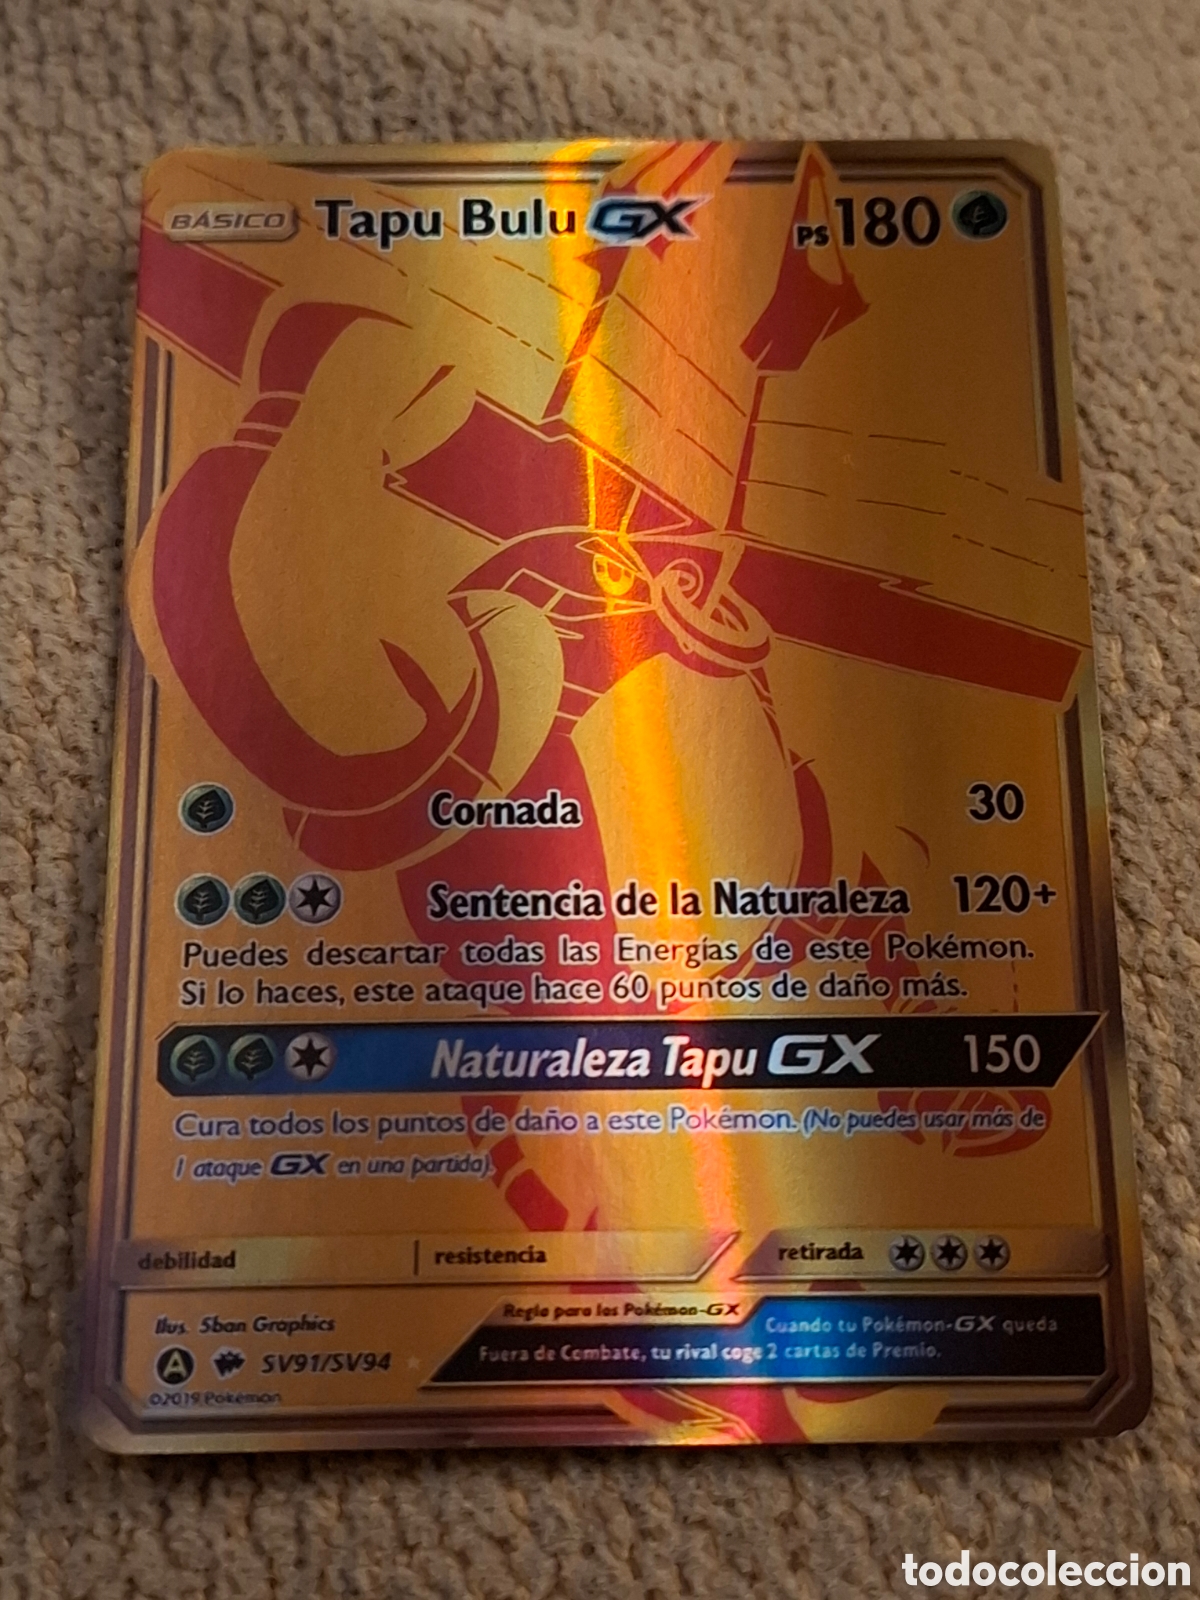 BÁSICO Tapu Bulu GX PS 180
Cornada 30
Sentencia de la Naturaleza 120+
Puedes descartar todas las Energías de este Pokémon.
Si lo haces, este ataque hace 60 puntos de daño más.
Naturaleza Tapu GX 150
Cura todos los puntos de daño a este Pokémon. (No puedes usar más de
1 ataque GX en una partida).
debilidad resistencia retirada
Ilus. 5ban Graphics
Regla para los Pokémon-GX
Cuando tu Pokémon-GX queda
Fuera de Combate, tu rival coge 2 cartas de Premio.
A SV91/SV94
©2019 Pokémon
todocoleccion